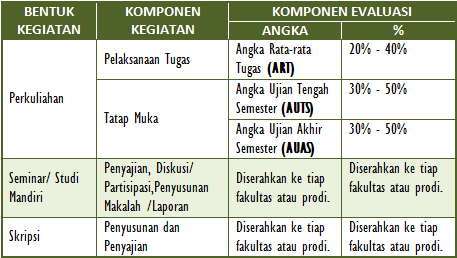 BENTUK KEGIATAN
KOMPONEN KEGIATAN
KOMPONEN EVALUASI
ANGKA
%
Perkuliahan
Pelaksanaan Tugas
Angka Rata-rata
Tugas (ART)
20% - 40%
Tatap Muka
Angka Ujian Tengah
Semester (AUTS)
30% - 50%
Angka Ujian Akhir
Semester (AUAS)
30% - 50%
Seminar/ Studi
Mandiri
Penyajian, Diskusi/
Partisipasi,Penyusunan
Makalah /Laporan
Diserahkan ke tiap
fakultas atau prodi.
Diserahkan ke tiap
fakultas atau prodi.
Skripsi
Penyusunan dan
Penyajian
Diserahkan ke tiap
fakultas atau prodi.
Diserahkan ke tiap
fakultas atau prodi.